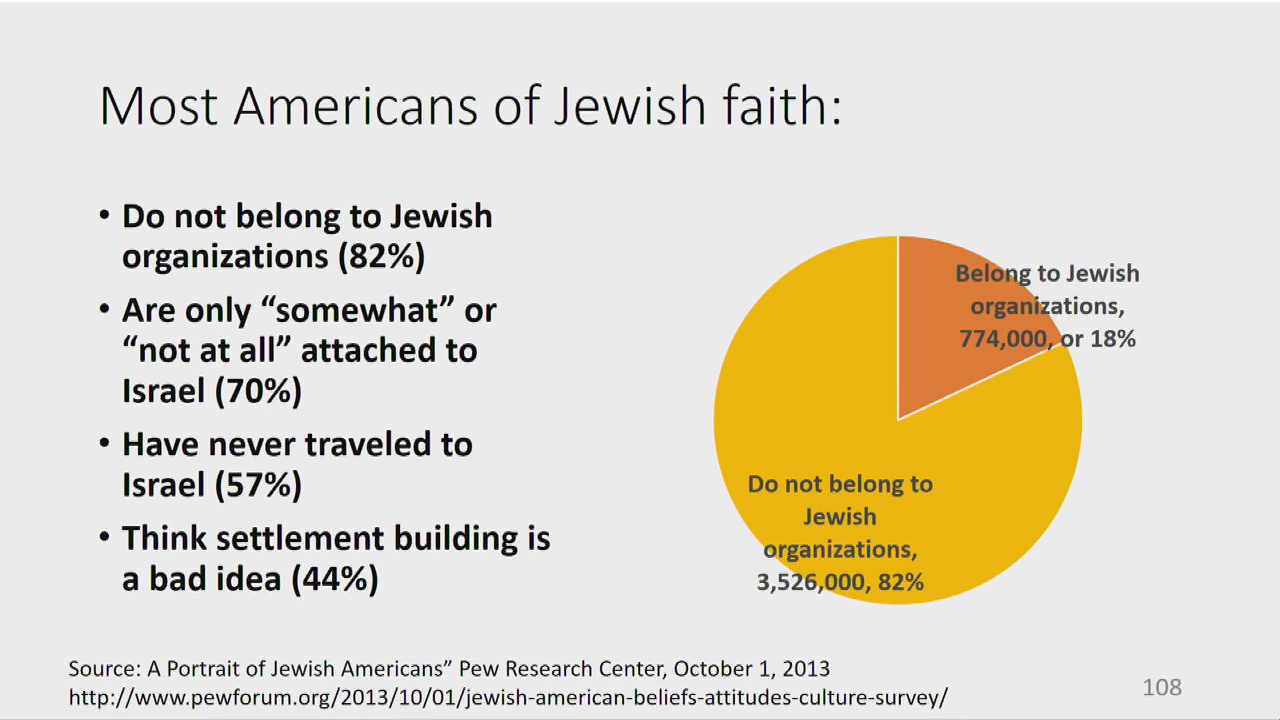 Most Americans of Jewish faith:
• Do not belong to Jewish
organizations (82%)
• Are only “somewhat” or
“not at all” attached to
Israel (70%)
• Have never traveled to
Israel (57%)
• Think settlement building is
a bad idea (44%)
Belong to Jewish
organizations,
774,000, or 18%
Do not belong to
Jewish
organizations,
3,526,000, 82%
Source: A Portrait of Jewish Americans” Pew Research Center, October 1, 2013
http://www.pewforum.org/2013/10/01/jewish-american-beliefs-attitudes-culture-survey/
108